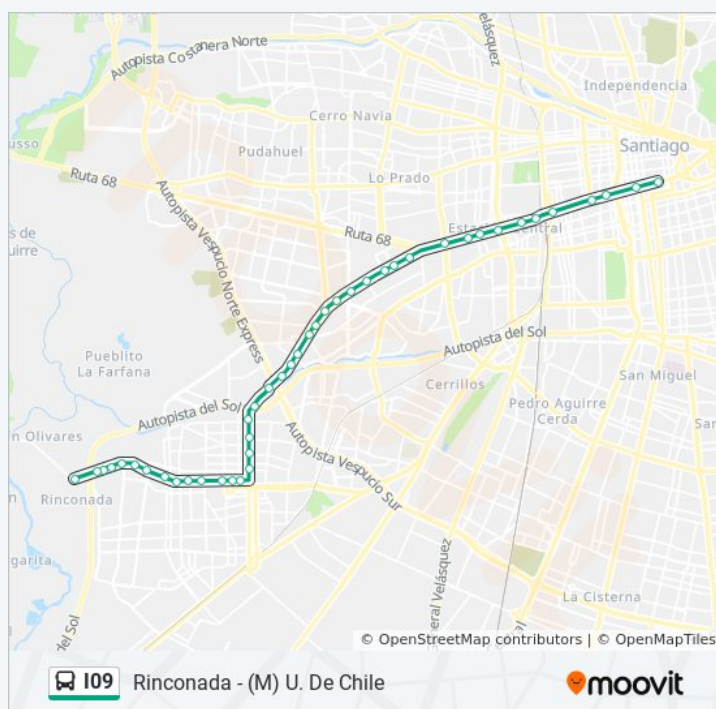 Autopista Costanera Norte
Velásquez
Independencia
Cerro Navia
Santiago
Pudahuel
usso
Lo Prado
Ruta 68
Estación Central
Ruta 68
s de
uirre
Autopista Vespucio Norte Express
Autopista del Sol
Pueblito
La Farfana
San Miguel
Cerrillos
Pedro Aguirre
Cerda
Autopista del Sol
San
n Olivares
Autopista Vespucio Sur
Rinconada
garita
del Sol
General Velásquez
La Cisterna
© OpenStreetMap contributors | © OpenMapTiles
I09 Rinconada - (M) U. De Chile
moovit